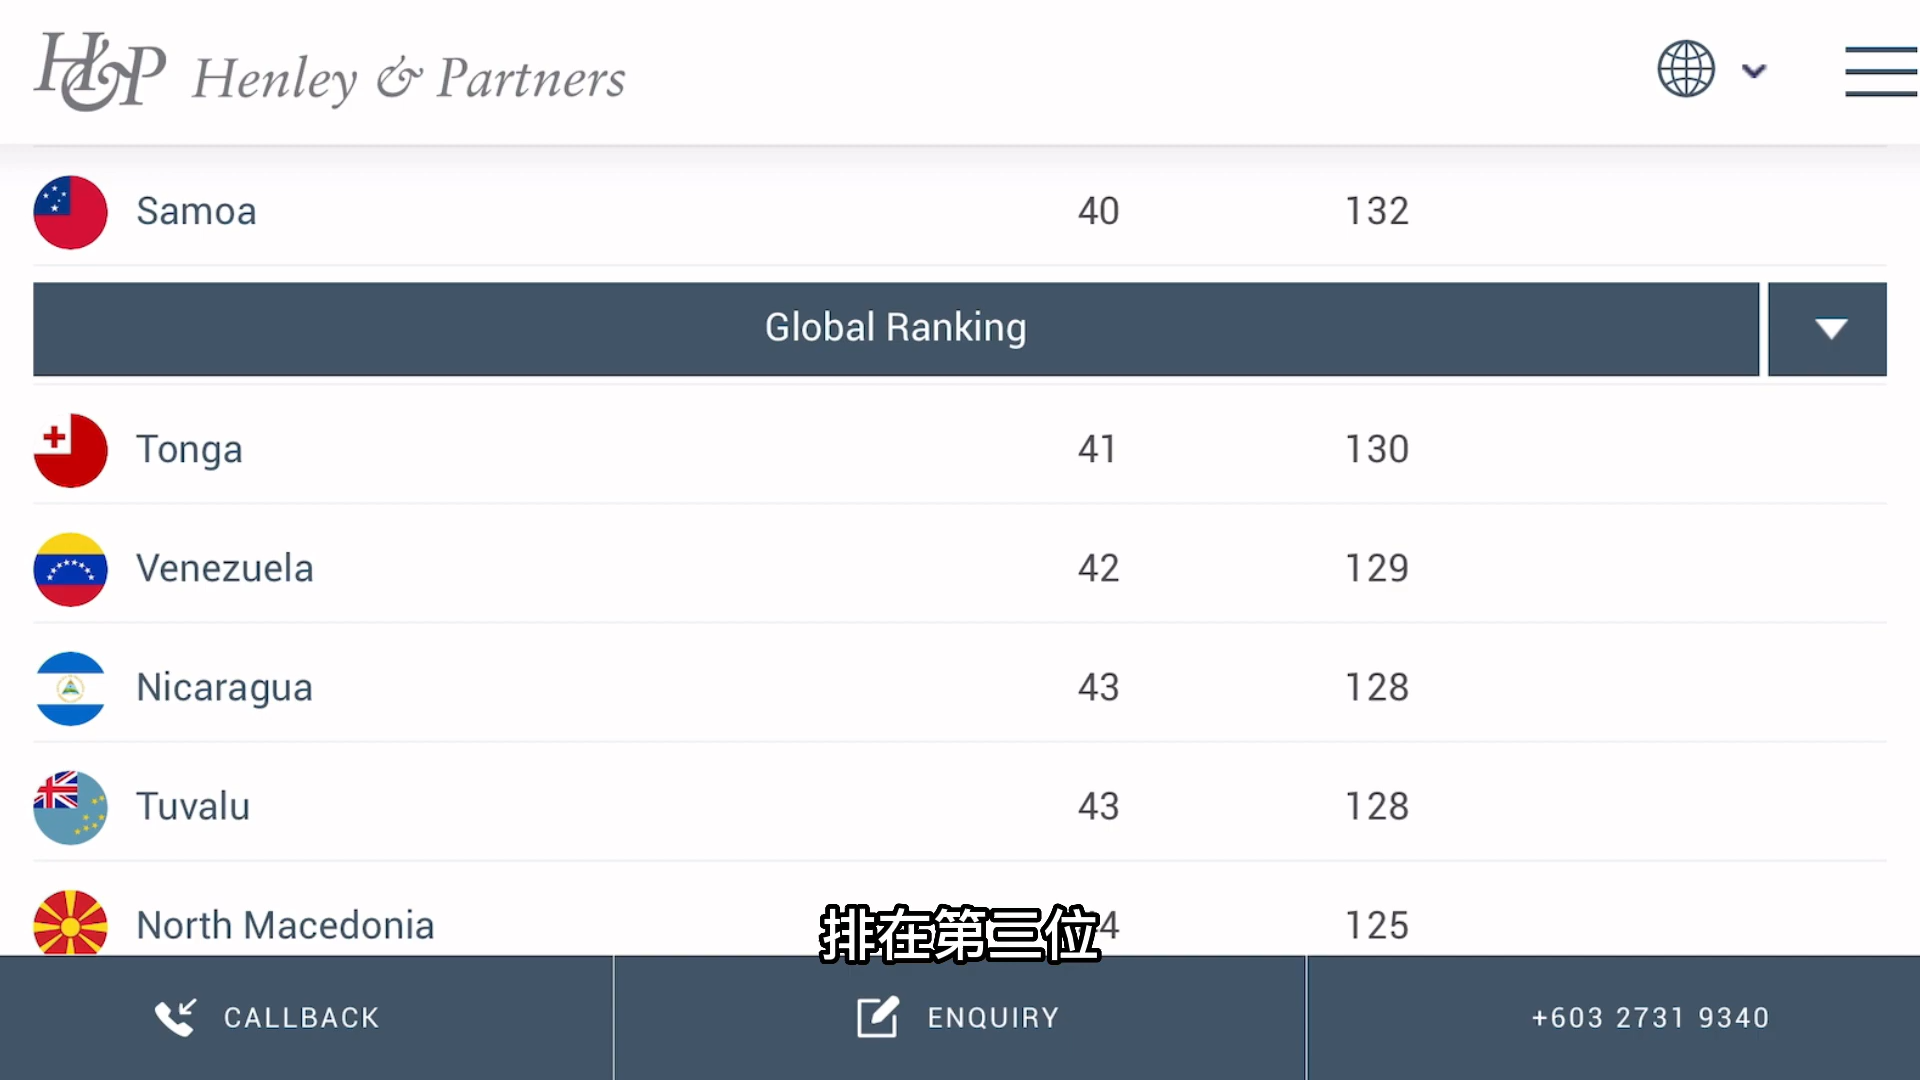 H&P Henley & Partners
Samoa 40 132
Global Ranking
Tonga 41 130
Venezuela 42 129
Nicaragua 43 128
Tuvalu 43 128
North Macedonia 4 125
排在第三位
CALLBACK ENQUIRY +603 2731 9340